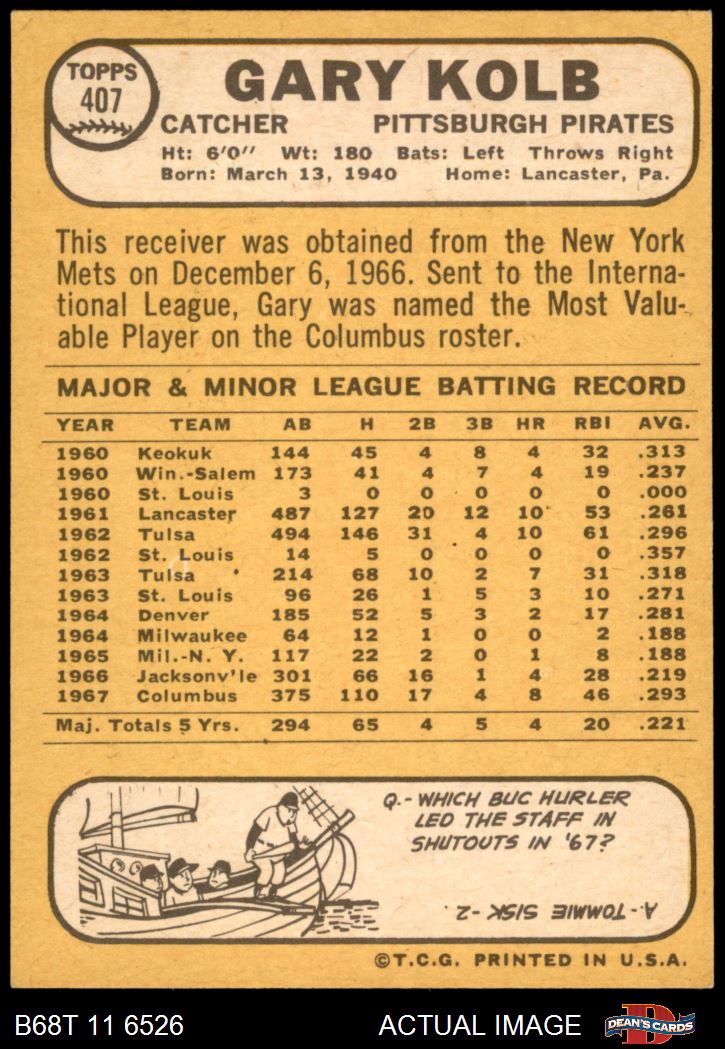 TOPPS
407
GARY KOLB
CATCHER PITTSBURGH PIRATES
Ht: 6'0" Wt: 180 Bats: Left Throws Right
Born: March 13, 1940 Home: Lancaster, Pa.
This receiver was obtained from the New York
Mets on December 6, 1966. Sent to the Interna-
tional League, Gary was named the Most Valu-
able Player on the Columbus roster.
MAJOR & MINOR LEAGUE BATTING RECORD
YEAR TEAM AB H 2B 3B HR RBI AVG.
1960 Keokuk 144 45 4 8 4 32 .313
1960 Win.-Salem 173 41 4 7 4 19 .237
1960 St. Louis 3 0 0 0 0 0 .000
1961 Lancaster 487 127 20 12 10 53 .261
1962 Tulsa 494 146 31 4 10 61 .296
1962 St. Louis 14 5 0 0 0 0 .357
1963 Tulsa 214 68 10 2 7 31 .318
1963 St. Louis 96 26 1 5 3 10 .271
1964 Denver 185 52 5 3 2 17 .281
1964 Milwaukee 64 12 1 0 0 2 .188
1965 Mil.-N. Y. 117 22 2 0 1 8 .188
1966 Jacksonv'le 301 66 16 1 4 28 .219
1967 Columbus 375 110 17 4 8 46 .293
Maj. Totals 5 Yrs. 294 65 4 5 4 20 .221
Q.- WHICH BUC HURLER
LED THE STAFF IN
SHUTOUTS IN '67?
A.- TOMMIE SISK - 2.
©T.C.G. PRINTED IN U.S.A.
B68T 11 6526 ACTUAL IMAGE
D
DEAN'S CARDS